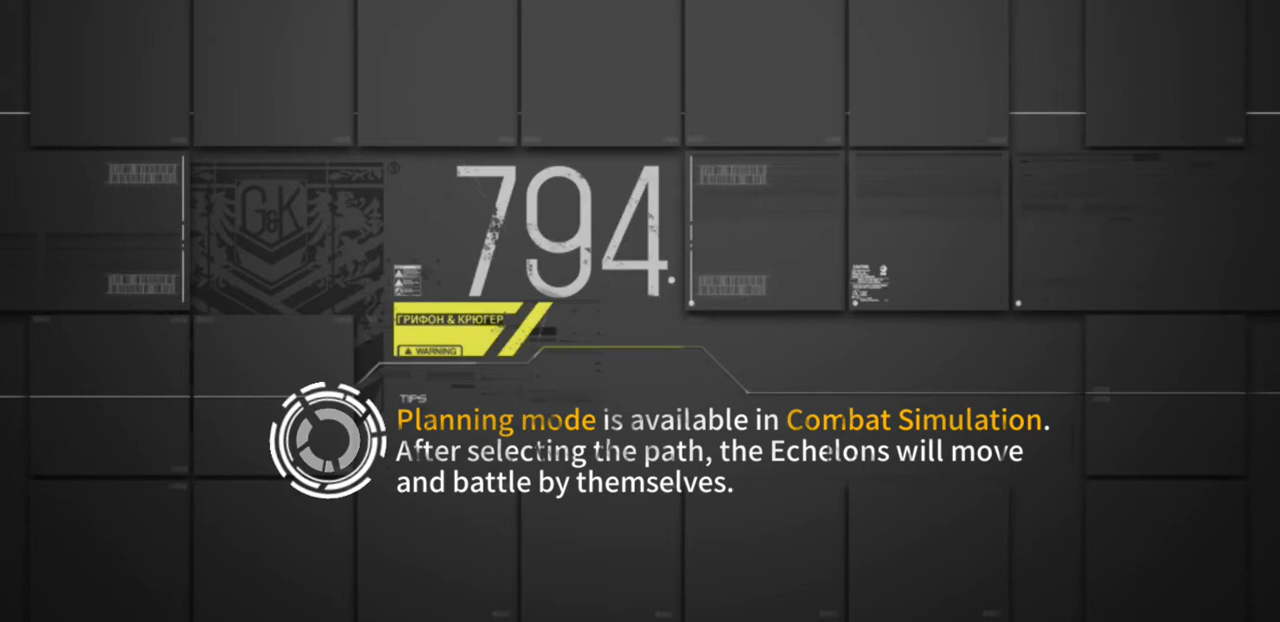 G&K
794.
ГРИФОН & КРЮГЕР
WARNING
TIPS
Planning mode is available in Combat Simulation.
After selecting the path, the Echelons will move
and battle by themselves.